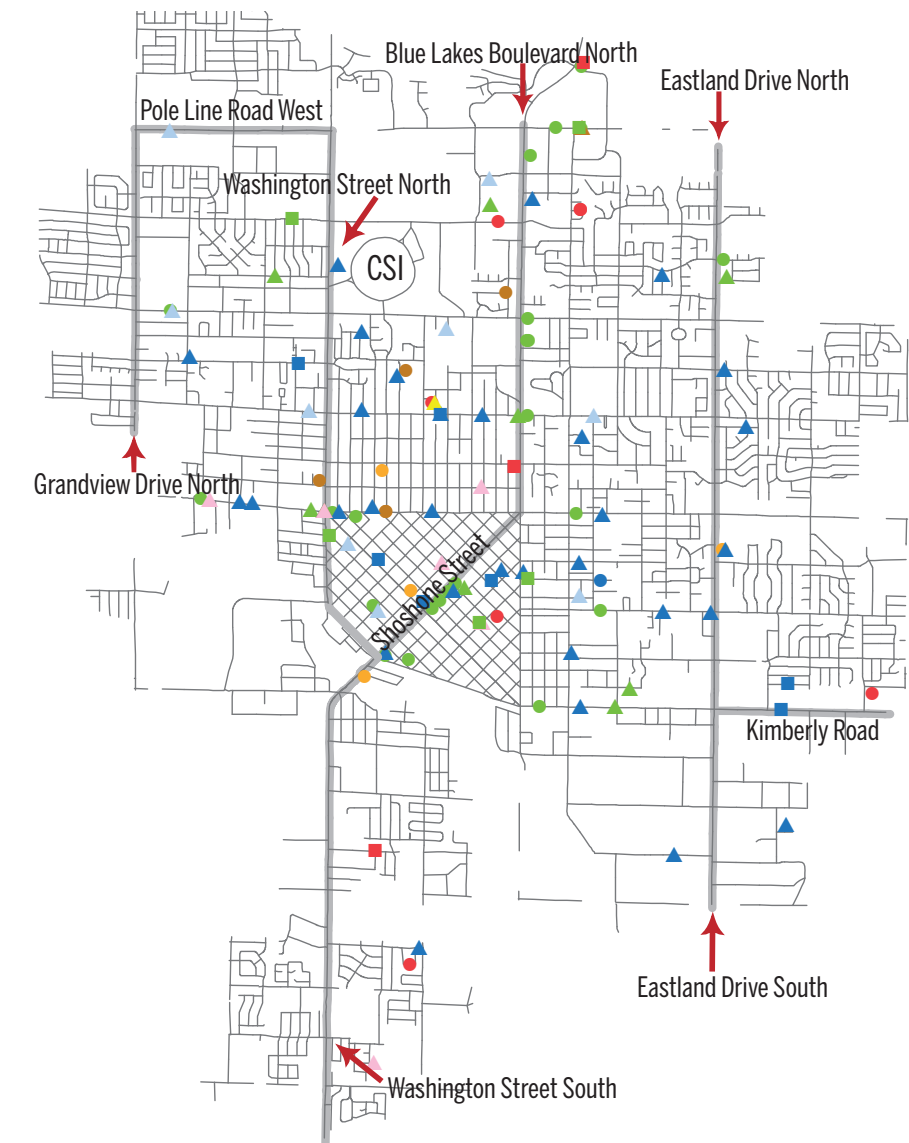 Blue Lakes Boulevard North
Eastland Drive North
Pole Line Road West
Washington Street North
CSI
Grandview Drive North
Shoshone Street
Kimberly Road
Eastland Drive South
Washington Street South